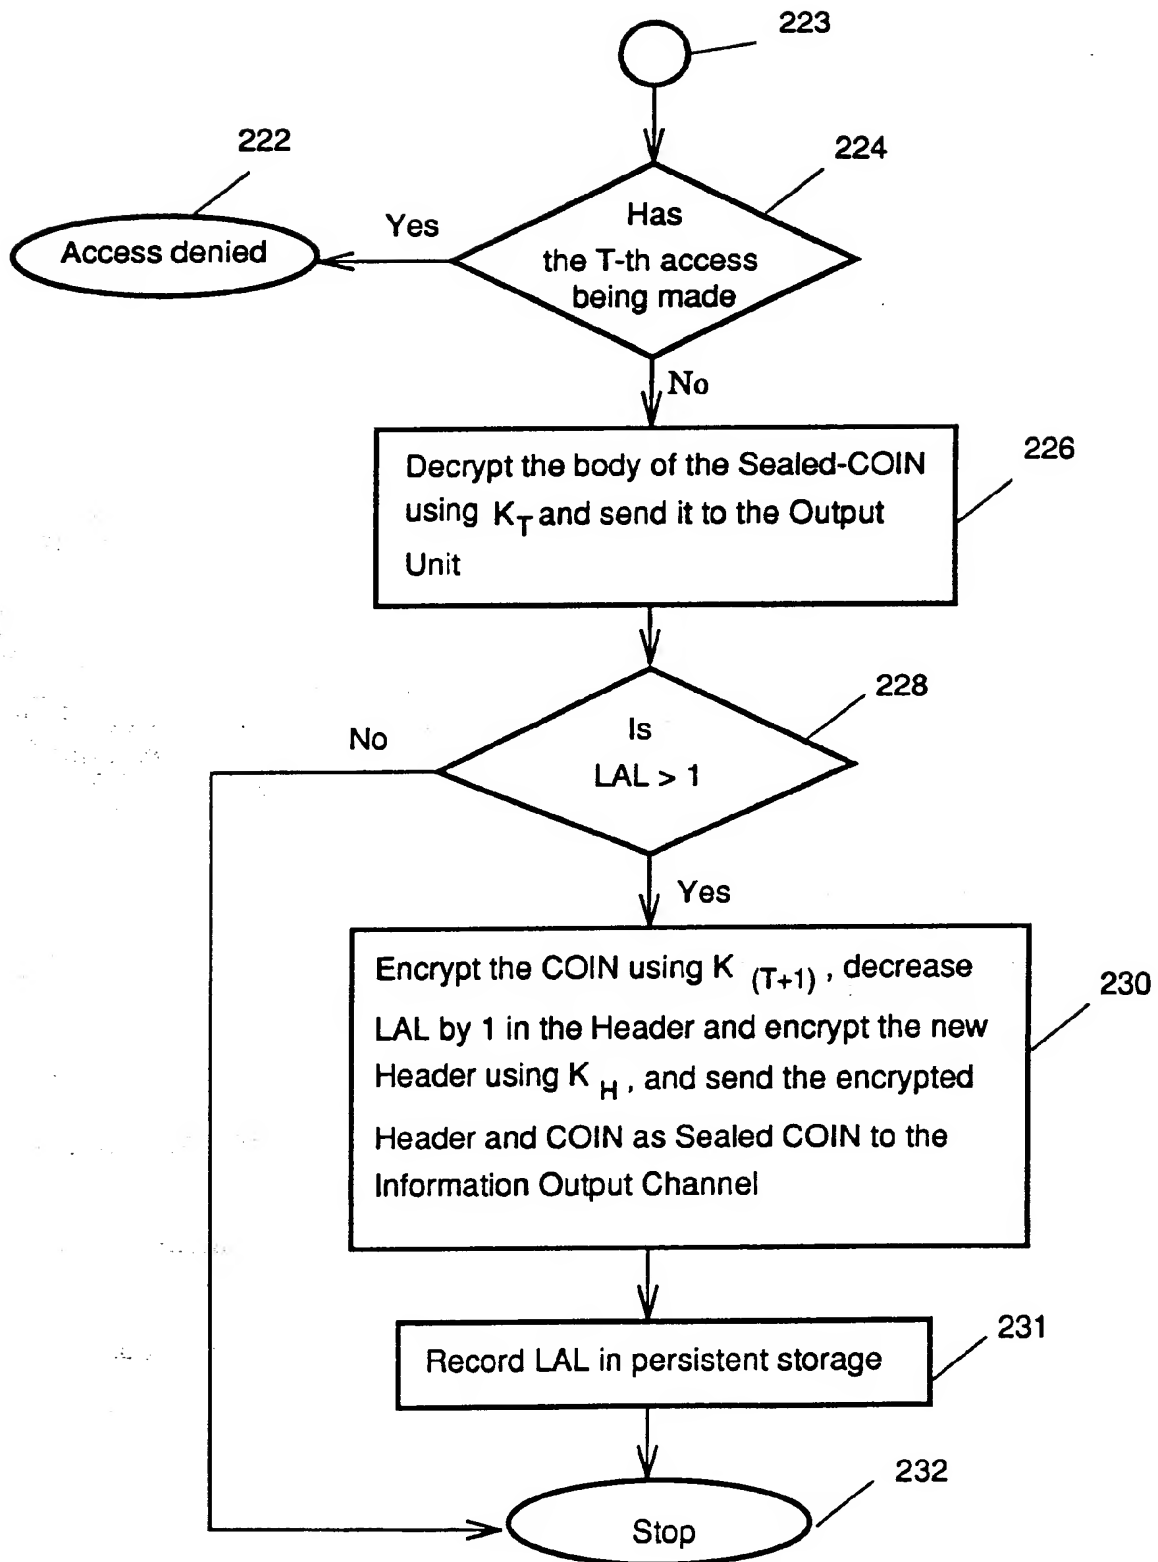 223
222
224
Yes
Access denied
Has
the T-th access
being made
No
226
Decrypt the body of the Sealed-COIN
using K_T and send it to the Output
Unit
228
No
Is
LAL > 1
Yes
230
Encrypt the COIN using K (T+1) , decrease
LAL by 1 in the Header and encrypt the new
Header using K_H , and send the encrypted
Header and COIN as Sealed COIN to the
Information Output Channel
231
Record LAL in persistent storage
232
Stop